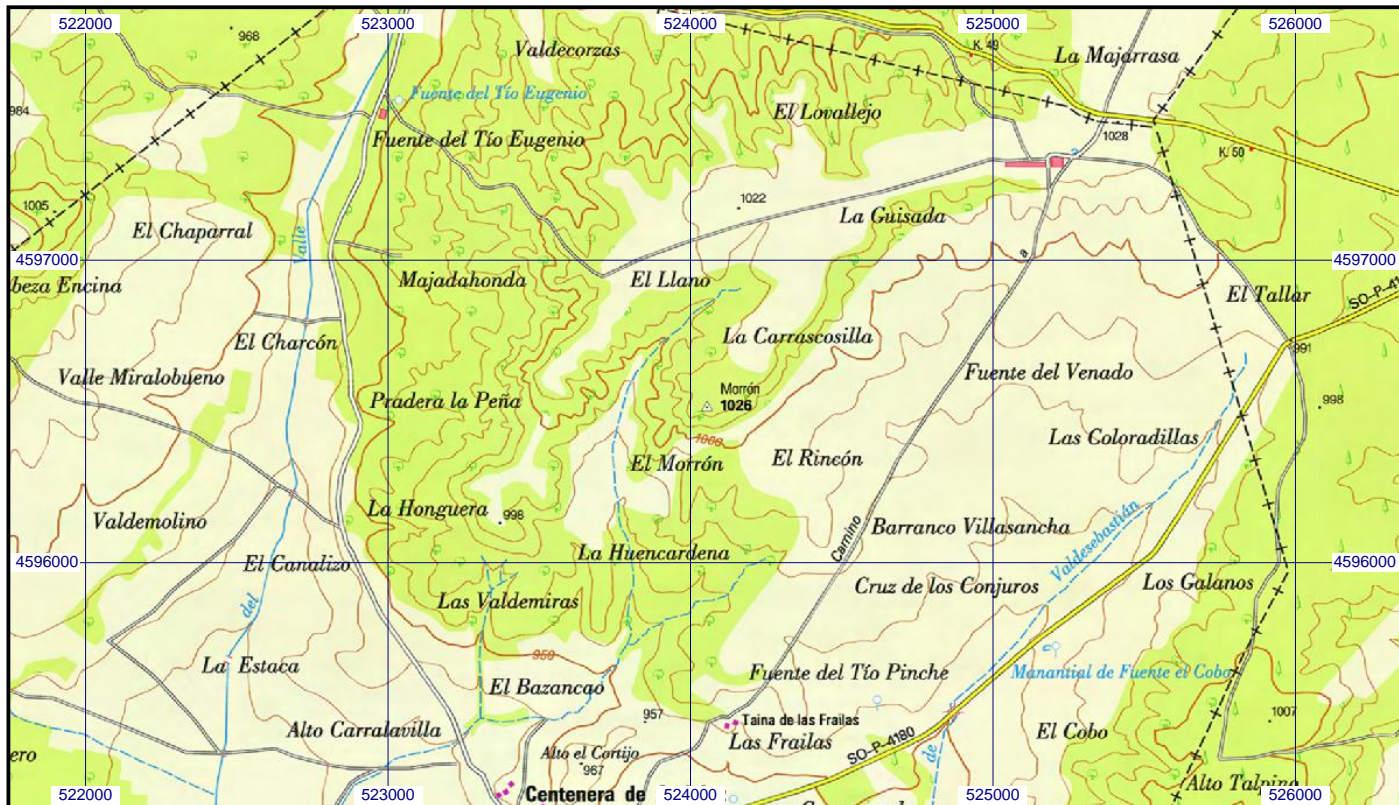 522000
523000
524000
525000
526000
968
Valdecorzas
K. 49
La Majarrasa
Fuente del Tío Eugenio
984
El Lovallejo
Fuente del Tío Eugenio
1028
K. 50
1005
1022
La Guisada
El Chaparral
Valle
a
4597000
4597000
Majadahonda
El Llano
beza Encina
El Tallar
SO-P-4
La Carrascosilla
El Charcón
991
Valle Miralobueno
Fuente del Venado
Morrón
1026
Pradera la Peña
998
1000
Las Coloradillas
El Morrón
El Rincón
La Honguera
998
Valdemolino
Barranco Villasancha
Camino
Valdesebastián
La Huencardena
4596000
4596000
El Canalizo
Cruz de los Conjuros
Los Galanos
del
Las Valdemiras
950
La Estaca
Fuente del Tío Pinche
Manantial de Fuente el Cobo
El Bazancao
957
1007
Taina de las Frailas
Alto Carralavilla
Las Frailas
El Cobo
SO-P-4180
ero
Alto el Cortijo
de
967
Alto Talpino
Centenera de
522000
523000
524000
525000
526000